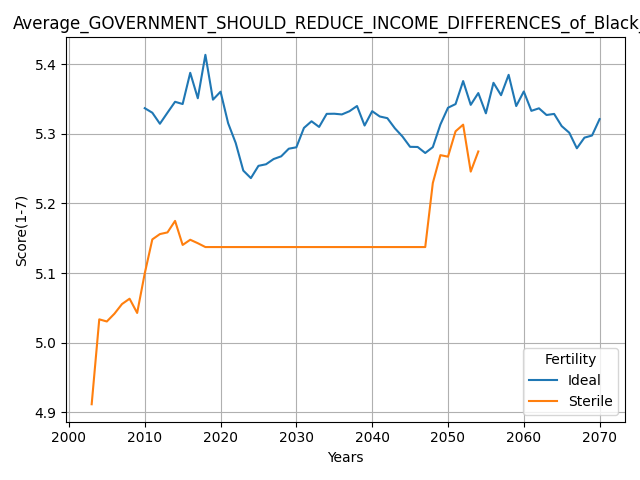 Average_GOVERNMENT_SHOULD_REDUCE_INCOME_DIFFERENCES_of_Black_
5.4
5.3
5.2
5.1
5.0
4.9
Score(1-7)
2000 2010 2020 2030 2040 2050 2060 2070
Years
Fertility
Ideal
Sterile